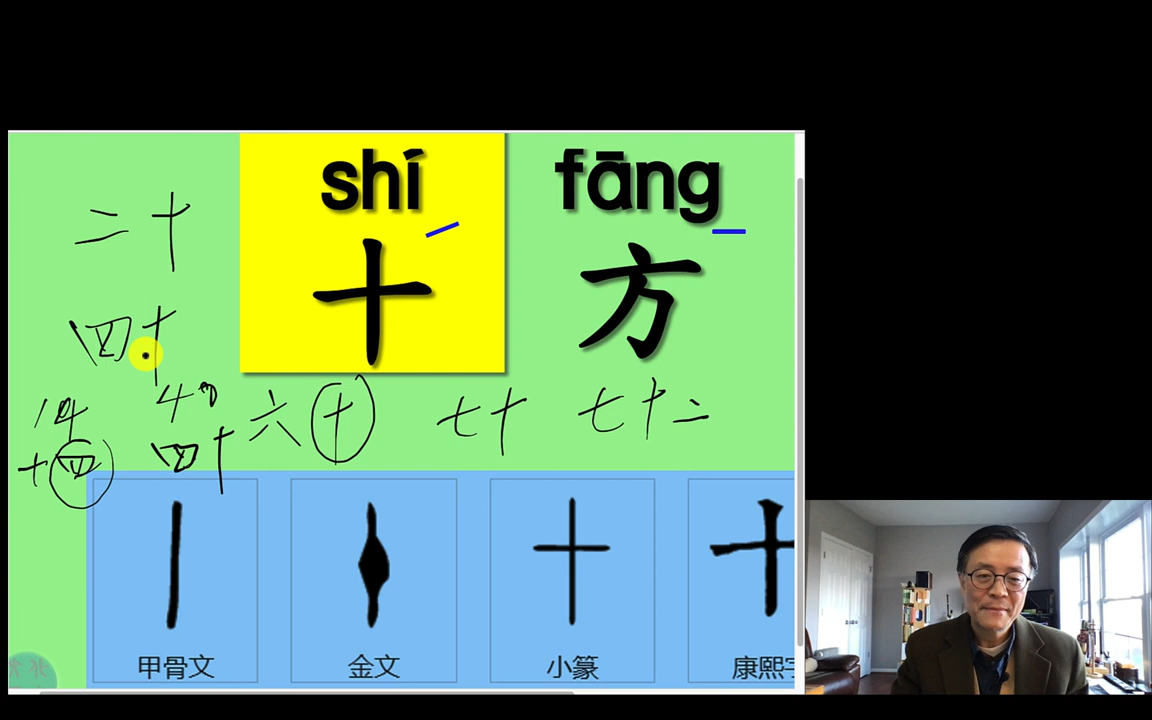 shí fāng
十 方
二十
四十
14 40 六十 七十 七十二
十四 四十
甲骨文 金文 小篆 康熙字